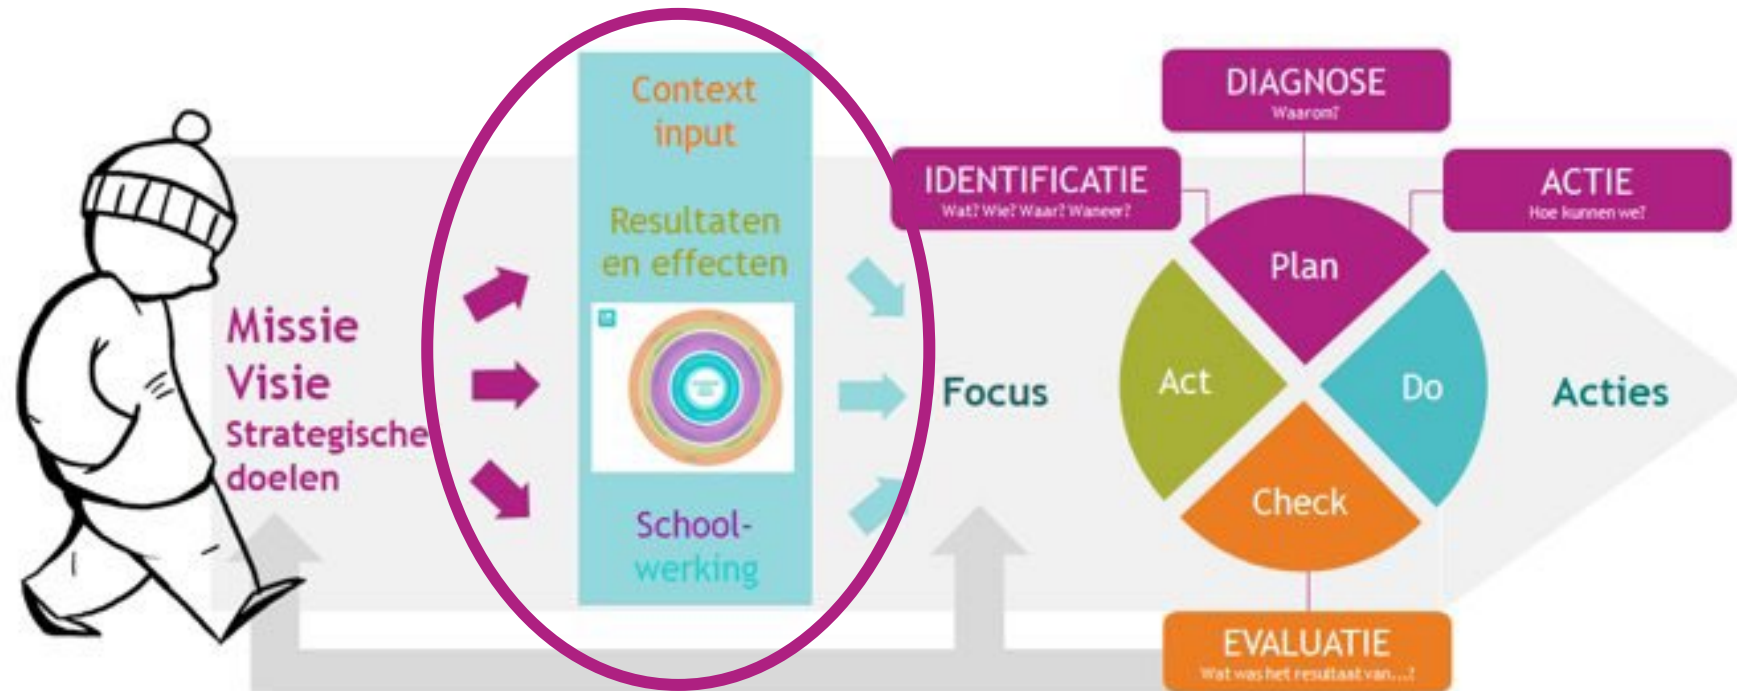 Missie
Visie
Strategische
doelen
Context
input
Resultaten
en effecten
School-
werking
Focus
IDENTIFICATIE
Wat? Wie? Waar? Waneer?
DIAGNOSE
Waarom?
ACTIE
Hoe kunnen we?
Plan
Do
Check
Act
EVALUATIE
Wat was het resultaat van...?
Acties